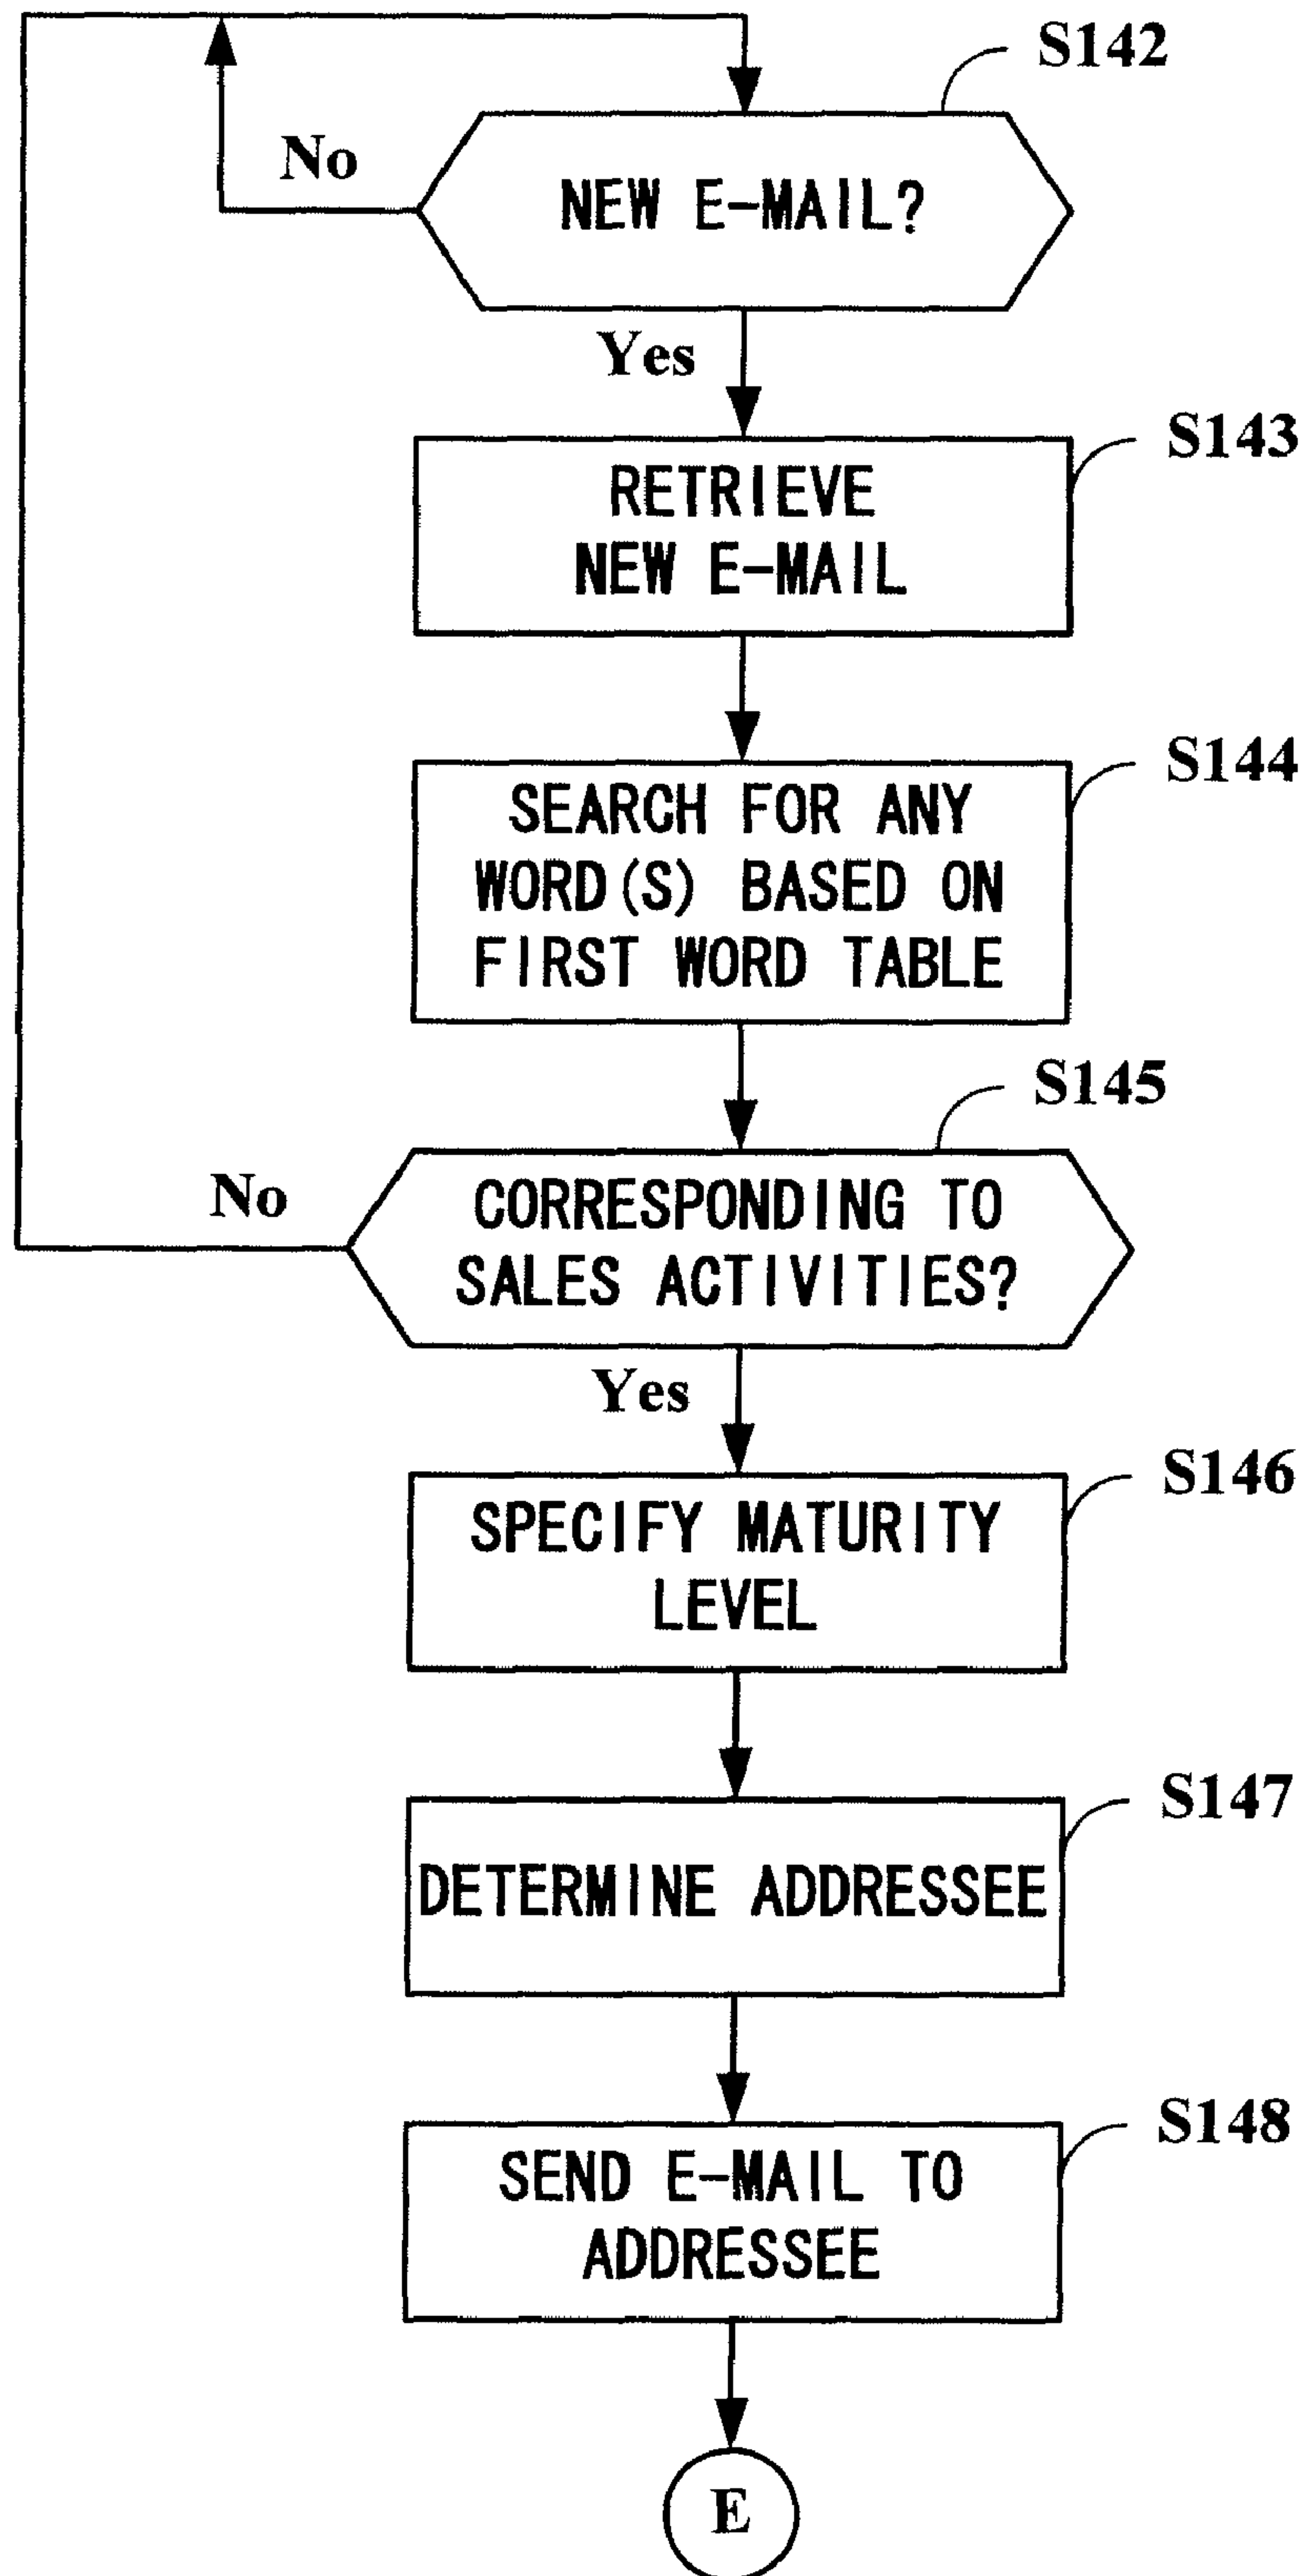 S142
No
NEW E-MAIL?
Yes
S143
RETRIEVE
NEW E-MAIL
S144
SEARCH FOR ANY
WORD(S) BASED ON
FIRST WORD TABLE
S145
No
CORRESPONDING TO
SALES ACTIVITIES?
Yes
S146
SPECIFY MATURITY
LEVEL
S147
DETERMINE ADDRESSEE
S148
SEND E-MAIL TO
ADDRESSEE
E